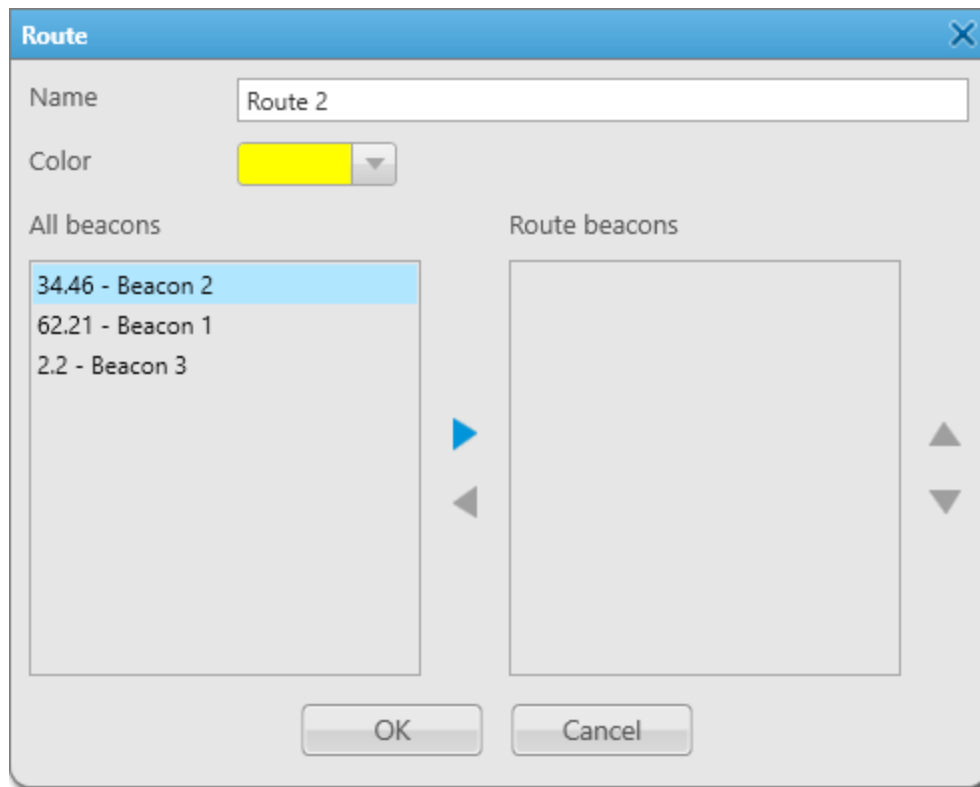 Route
Name
Route 2
Color
All beacons
Route beacons
34.46 - Beacon 2
62.21 - Beacon 1
2.2 - Beacon 3
OK
Cancel